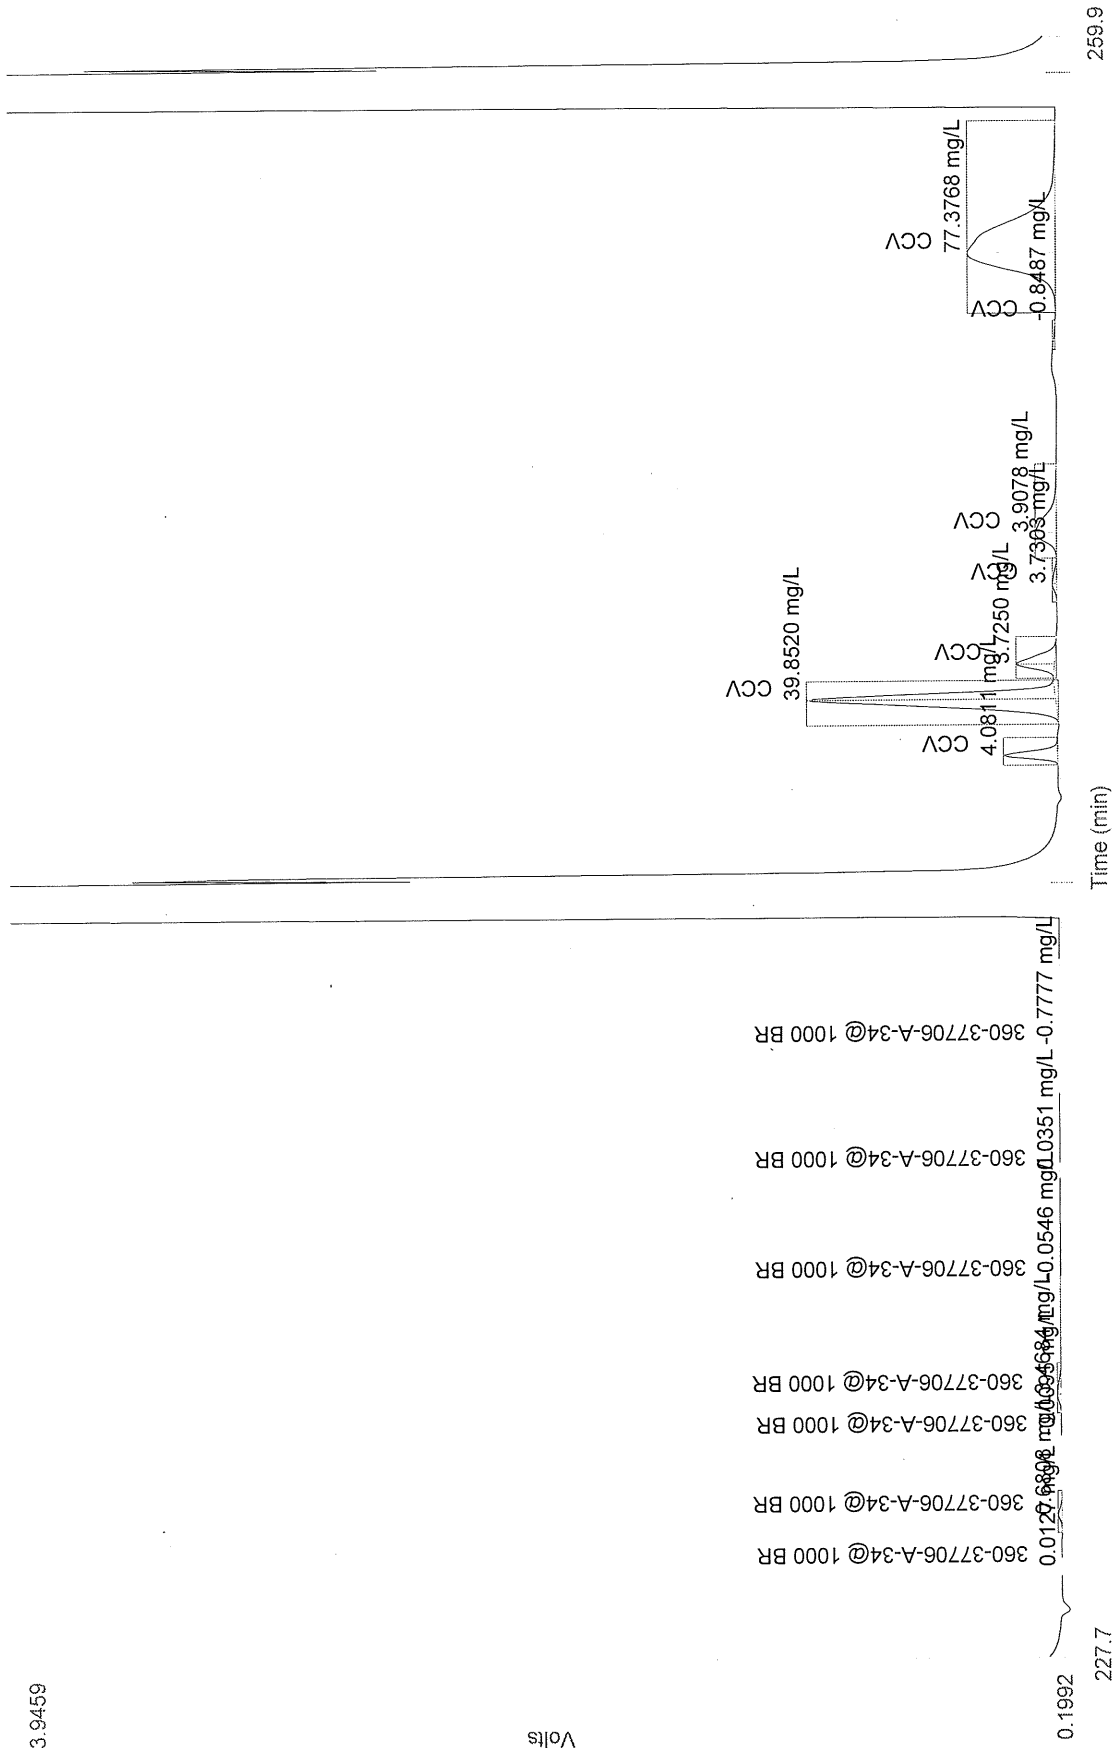 3.9459
Volts
0.1992
227.7
Time (min)
259.9
360-37706-A-34@ 1000 BR
0.0127 mg/L
360-37706-A-34@ 1000 BR
360-37706-A-34@ 1000 BR
360-37706-A-34@ 1000 BR
360-37706-A-34@ 1000 BR
-0.0546 mg/L
360-37706-A-34@ 1000 BR
0.0351 mg/L
360-37706-A-34@ 1000 BR
-0.7777 mg/L
CCV
4.0811 mg/L
CCV
39.8520 mg/L
CCV
3.7250 mg/L
CCV
3.7303 mg/L
CCV
3.9078 mg/L
CCV
-0.8487 mg/L
CCV
77.3768 mg/L